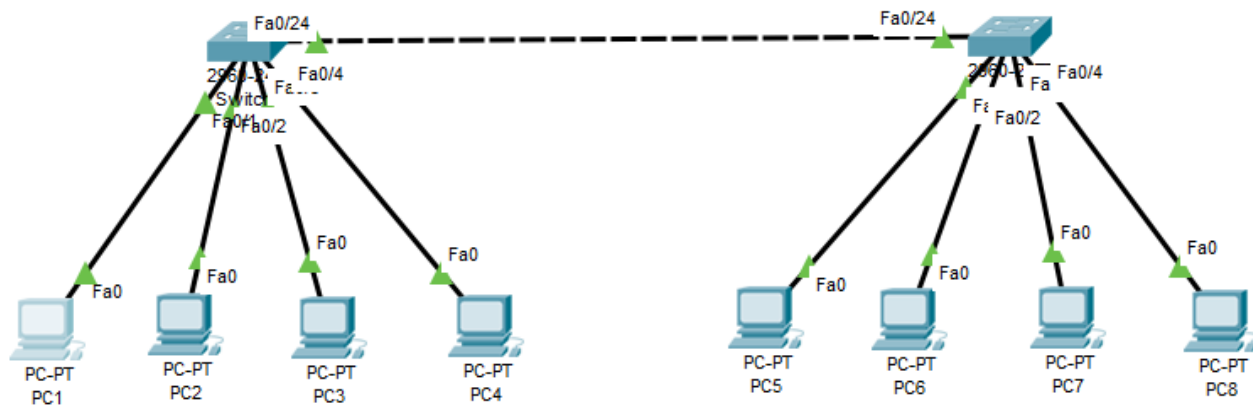 Fa0/24
Fa0/24
Fa0/4
Fa0/4
Fa0/1
Fa0/2
Fa0/2
Fa0
Fa0
Fa0
Fa0
Fa0
Fa0
Fa0
Fa0
PC-PT
PC1
PC-PT
PC2
PC-PT
PC3
PC-PT
PC4
PC-PT
PC5
PC-PT
PC6
PC-PT
PC7
PC-PT
PC8